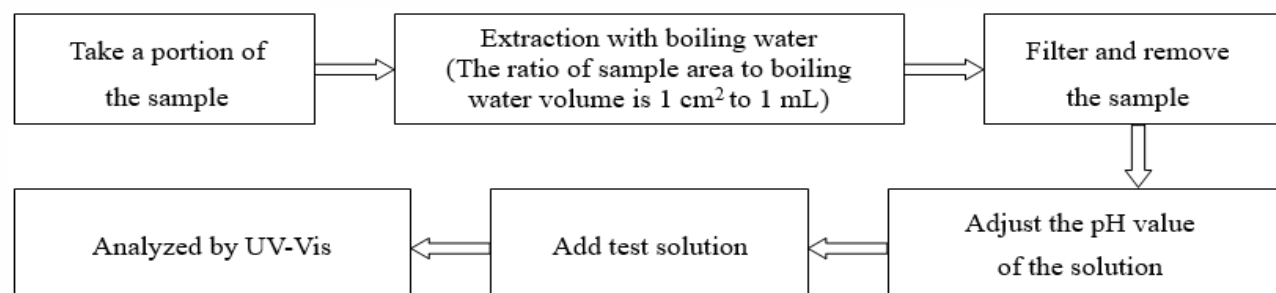 Take a portion of
the sample
Extraction with boiling water
(The ratio of sample area to boiling
water volume is 1 cm² to 1 mL)
Filter and remove
the sample
Adjust the pH value
of the solution
Add test solution
Analyzed by UV-Vis